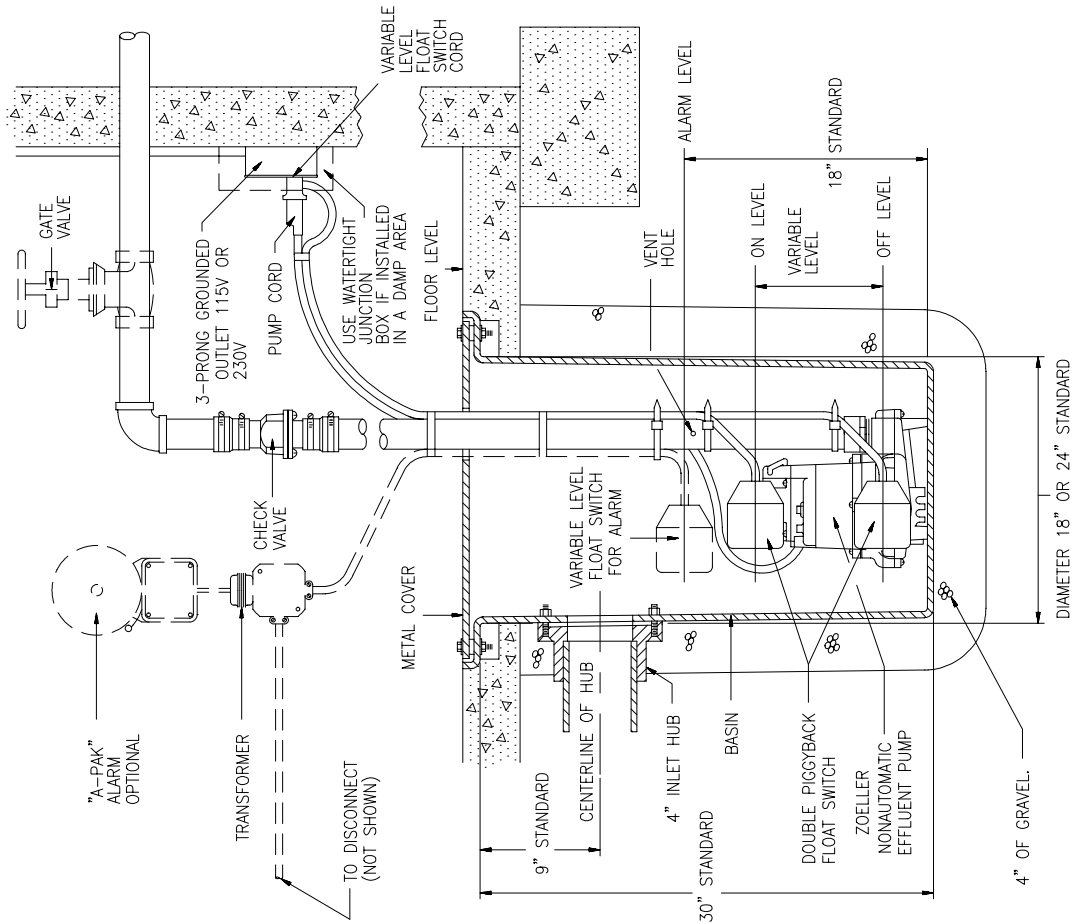 GATE
VALVE
VARIABLE
LEVEL
FLOAT
SWITCH
CORD
3-PRONG GROUNDED
OUTLET 115V OR
230V
PUMP CORD
USE WATERTIGHT
JUNCTION
BOX IF INSTALLED
IN A DAMP AREA
FLOOR LEVEL
"A-PAK"
ALARM
OPTIONAL
TRANSFORMER
CHECK
VALVE
TO DISCONNECT
(NOT SHOWN)
METAL COVER
VENT
HOLE
ALARM LEVEL
18" STANDARD
ON LEVEL
VARIABLE
LEVEL
OFF LEVEL
VARIABLE LEVEL
FLOAT SWITCH
FOR ALARM
9" STANDARD
CENTERLINE OF HUB
4" INLET HUB
BASIN
30" STANDARD
DOUBLE PIGGYBACK
FLOAT SWITCH
ZOELLER
NONAUTOMATIC
EFFLUENT PUMP
4" OF GRAVEL.
DIAMETER 18" OR 24" STANDARD